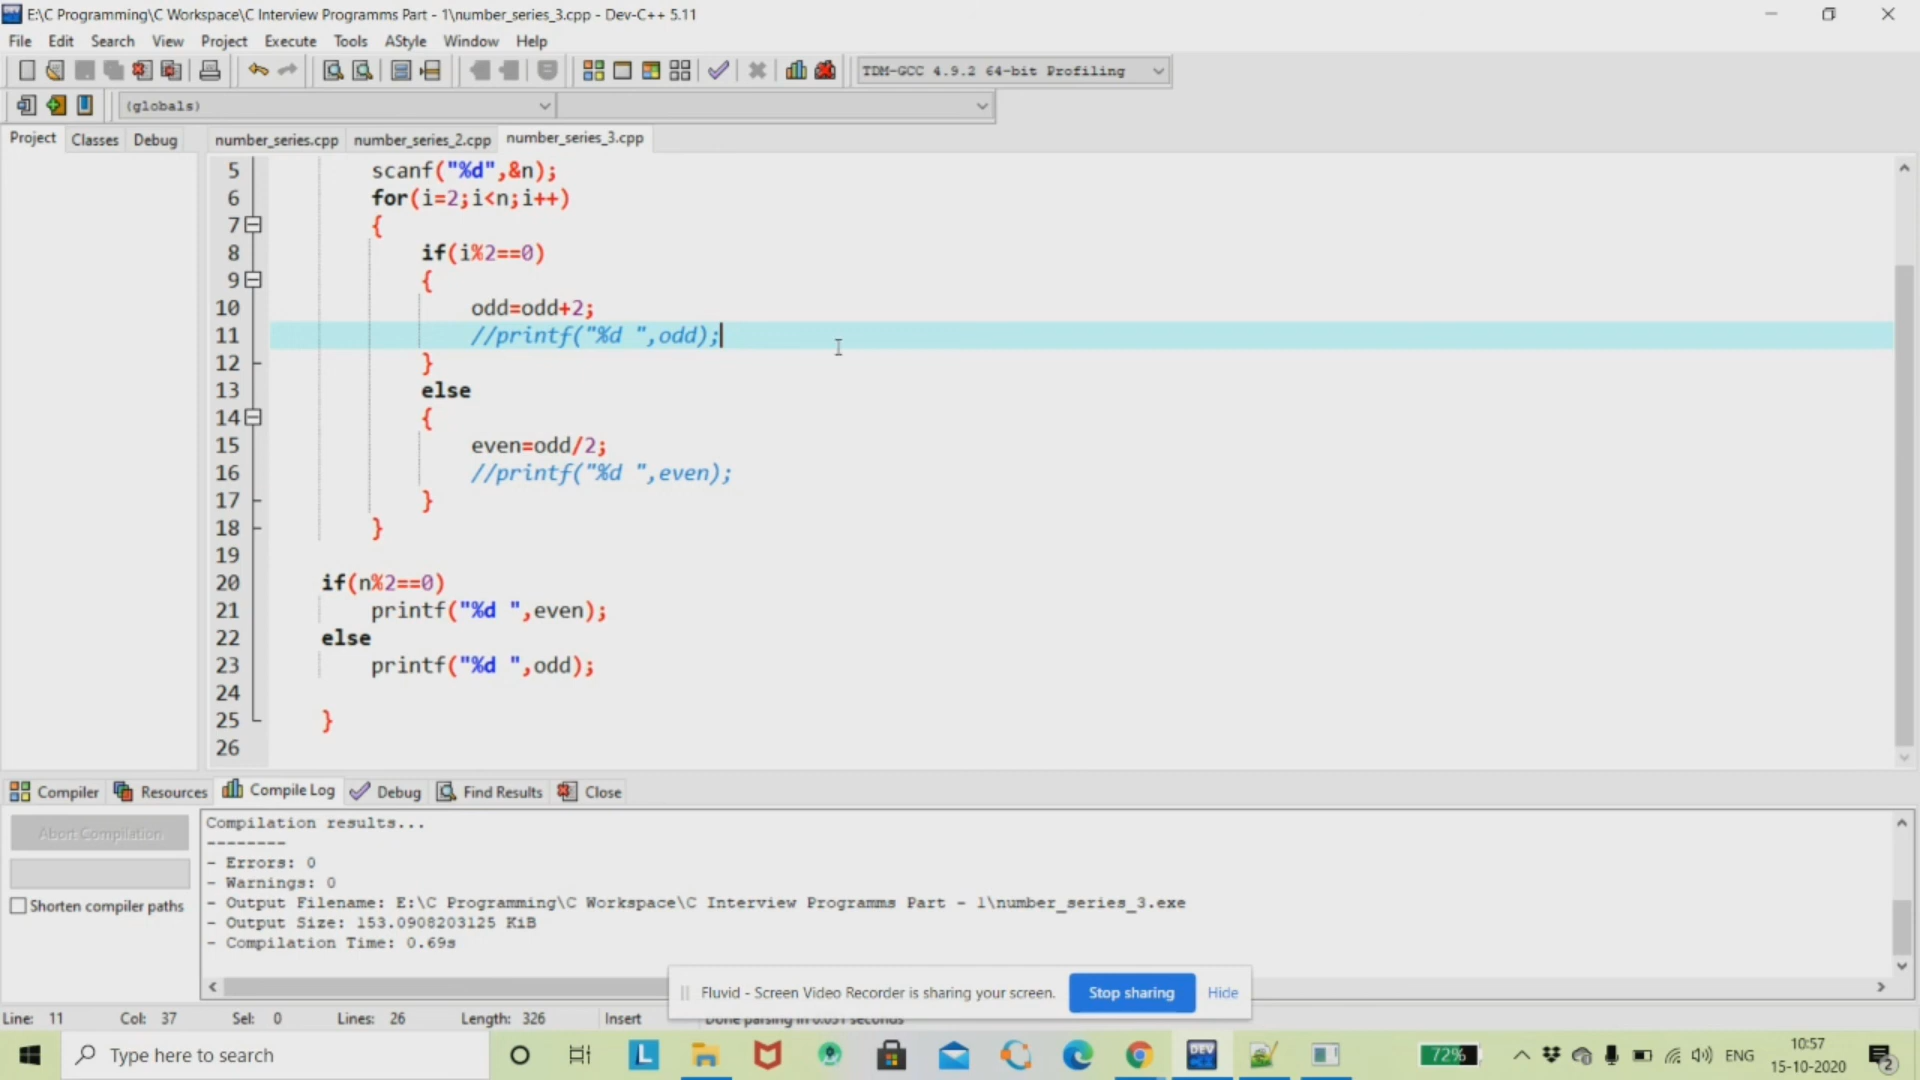 E:\C Programming\C Workspace\C Interview Programms Part - 1\number_series_3.cpp - Dev-C++ 5.11
File Edit Search View Project Execute Tools AStyle Window Help
TDM-GCC 4.9.2 64-bit Profiling
(globals)
Project Classes Debug number_series.cpp number_series_2.cpp number_series_3.cpp
5 scanf("%d",&n);
6 for(i=2;i<n;i++)
7 {
8 if(i%2==0)
9 {
10 odd=odd+2;
11 //printf("%d ",odd);
12 }
13 else
14 {
15 even=odd/2;
16 //printf("%d ",even);
17 }
18 }
19
20 if(n%2==0)
21 printf("%d ",even);
22 else
23 printf("%d ",odd);
24
25 }
26
Compiler Resources Compile Log Debug Find Results Close
Abort Compilation
Shorten compiler paths
Compilation results...
--------
- Errors: 0
- Warnings: 0
- Output Filename: E:\C Programming\C Workspace\C Interview Programms Part - 1\number_series_3.exe
- Output Size: 153.0908203125 KiB
- Compilation Time: 0.69s
Fluvid - Screen Video Recorder is sharing your screen. Stop sharing Hide
Line: 11 Col: 37 Sel: 0 Lines: 26 Length: 326 Insert Done parsing in 0.031 seconds
Type here to search
L
DEV
72%
ENG
10:57
15-10-2020
2